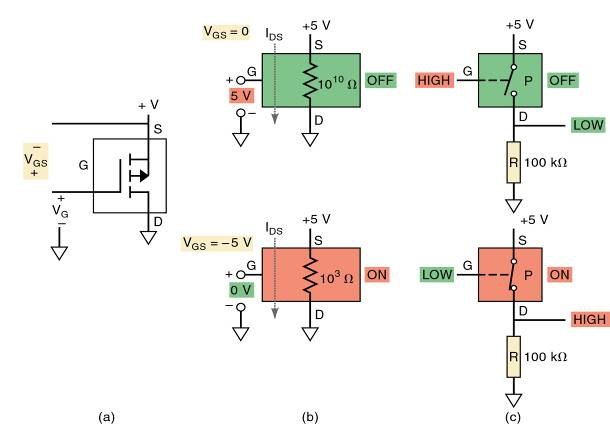 + V
S
G
D
−
V_GS
+
+
V_G
−
(a)
V_GS = 0
I_DS
+5 V
S
+
G
5 V
−
10^10 Ω
OFF
D
V_GS = −5 V
I_DS
+5 V
S
+
G
0 V
−
10^3 Ω
ON
D
(b)
+5 V
S
HIGH
G
P
OFF
D
LOW
R 100 kΩ
+5 V
S
LOW
G
P
ON
D
HIGH
R 100 kΩ
(c)